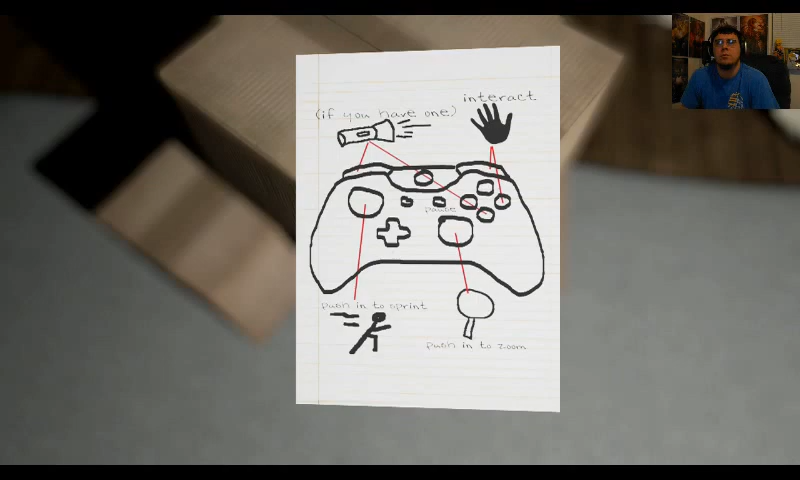 interact
(if you have one)
pause
push in to sprint
push in to zoom